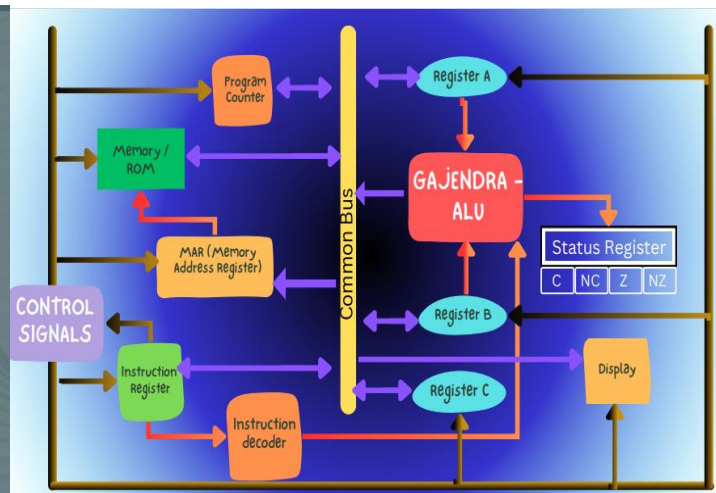 Program
Counter
Memory /
ROM
MAR (Memory
Address Register)
CONTROL
SIGNALS
Instruction
Register
Instruction
decoder
Common Bus
Register A
GAJENDRA -
ALU
Status Register
C NC Z NZ
Register B
Register C
Display